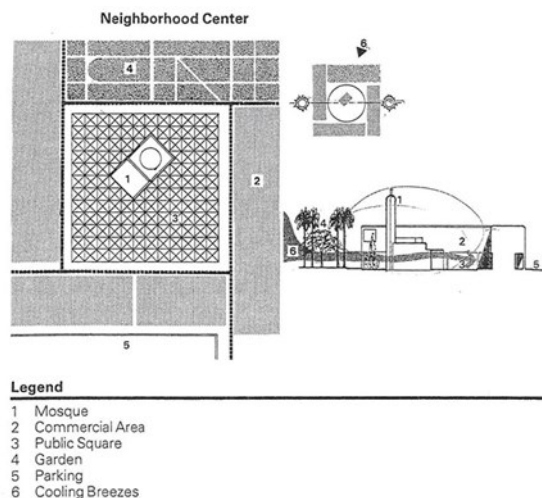 Neighborhood Center
6
4
1
2
3
5
1
4
2
6
3
5
Legend
1 Mosque
2 Commercial Area
3 Public Square
4 Garden
5 Parking
6 Cooling Breezes